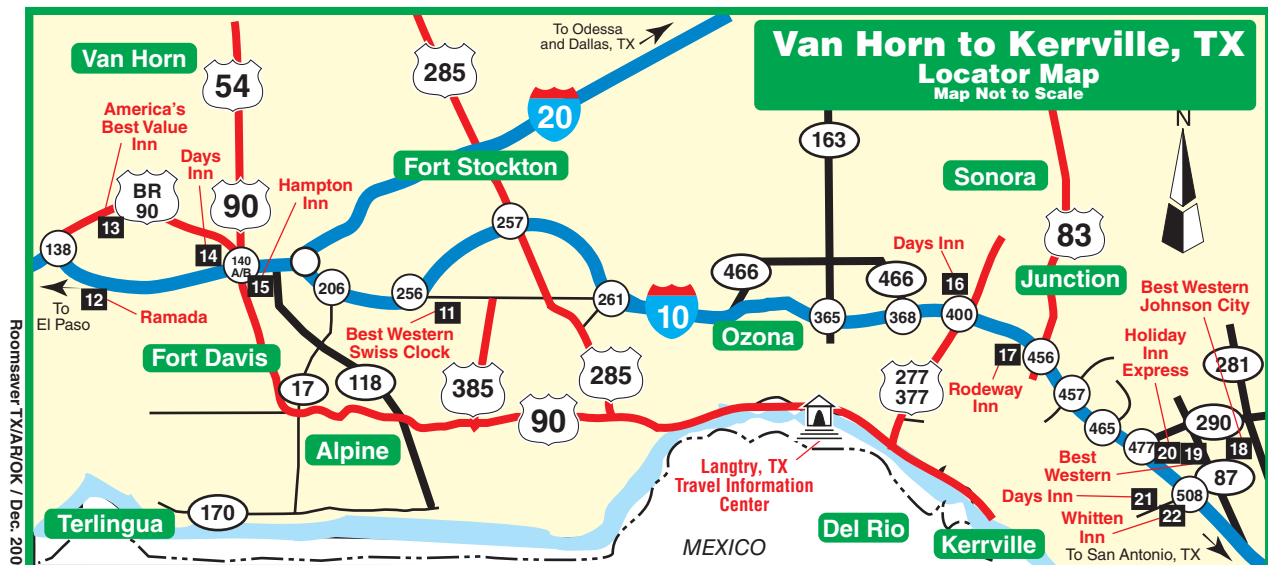 Van Horn to Kerrville, TX
Locator Map
Map Not to Scale
To Odessa
and Dallas, TX
Van Horn
54
285
20
163
N
America's
Best Value
Inn
Days
Inn
Hampton
Inn
Fort Stockton
Sonora
BR
90
90
83
13
14
138
140
A/B
15
257
Days Inn
466
466
16
Junction
12
Ramada
To
El Paso
206
256
11
Best Western
Swiss Clock
261
10
Ozona
365
368
400
Best Western
Johnson City
Holiday
Inn
Express
281
Fort Davis
17
118
385
285
277
377
17
Rodeway
Inn
456
457
465
477
290
20
19
18
90
Alpine
Langtry, TX
Travel Information
Center
Best
Western
87
Days Inn
21
508
Whitten
Inn
22
170
Terlingua
MEXICO
Del Rio
Kerrville
To San Antonio, TX
Roomsaver TX/AR/OK / Dec. 200